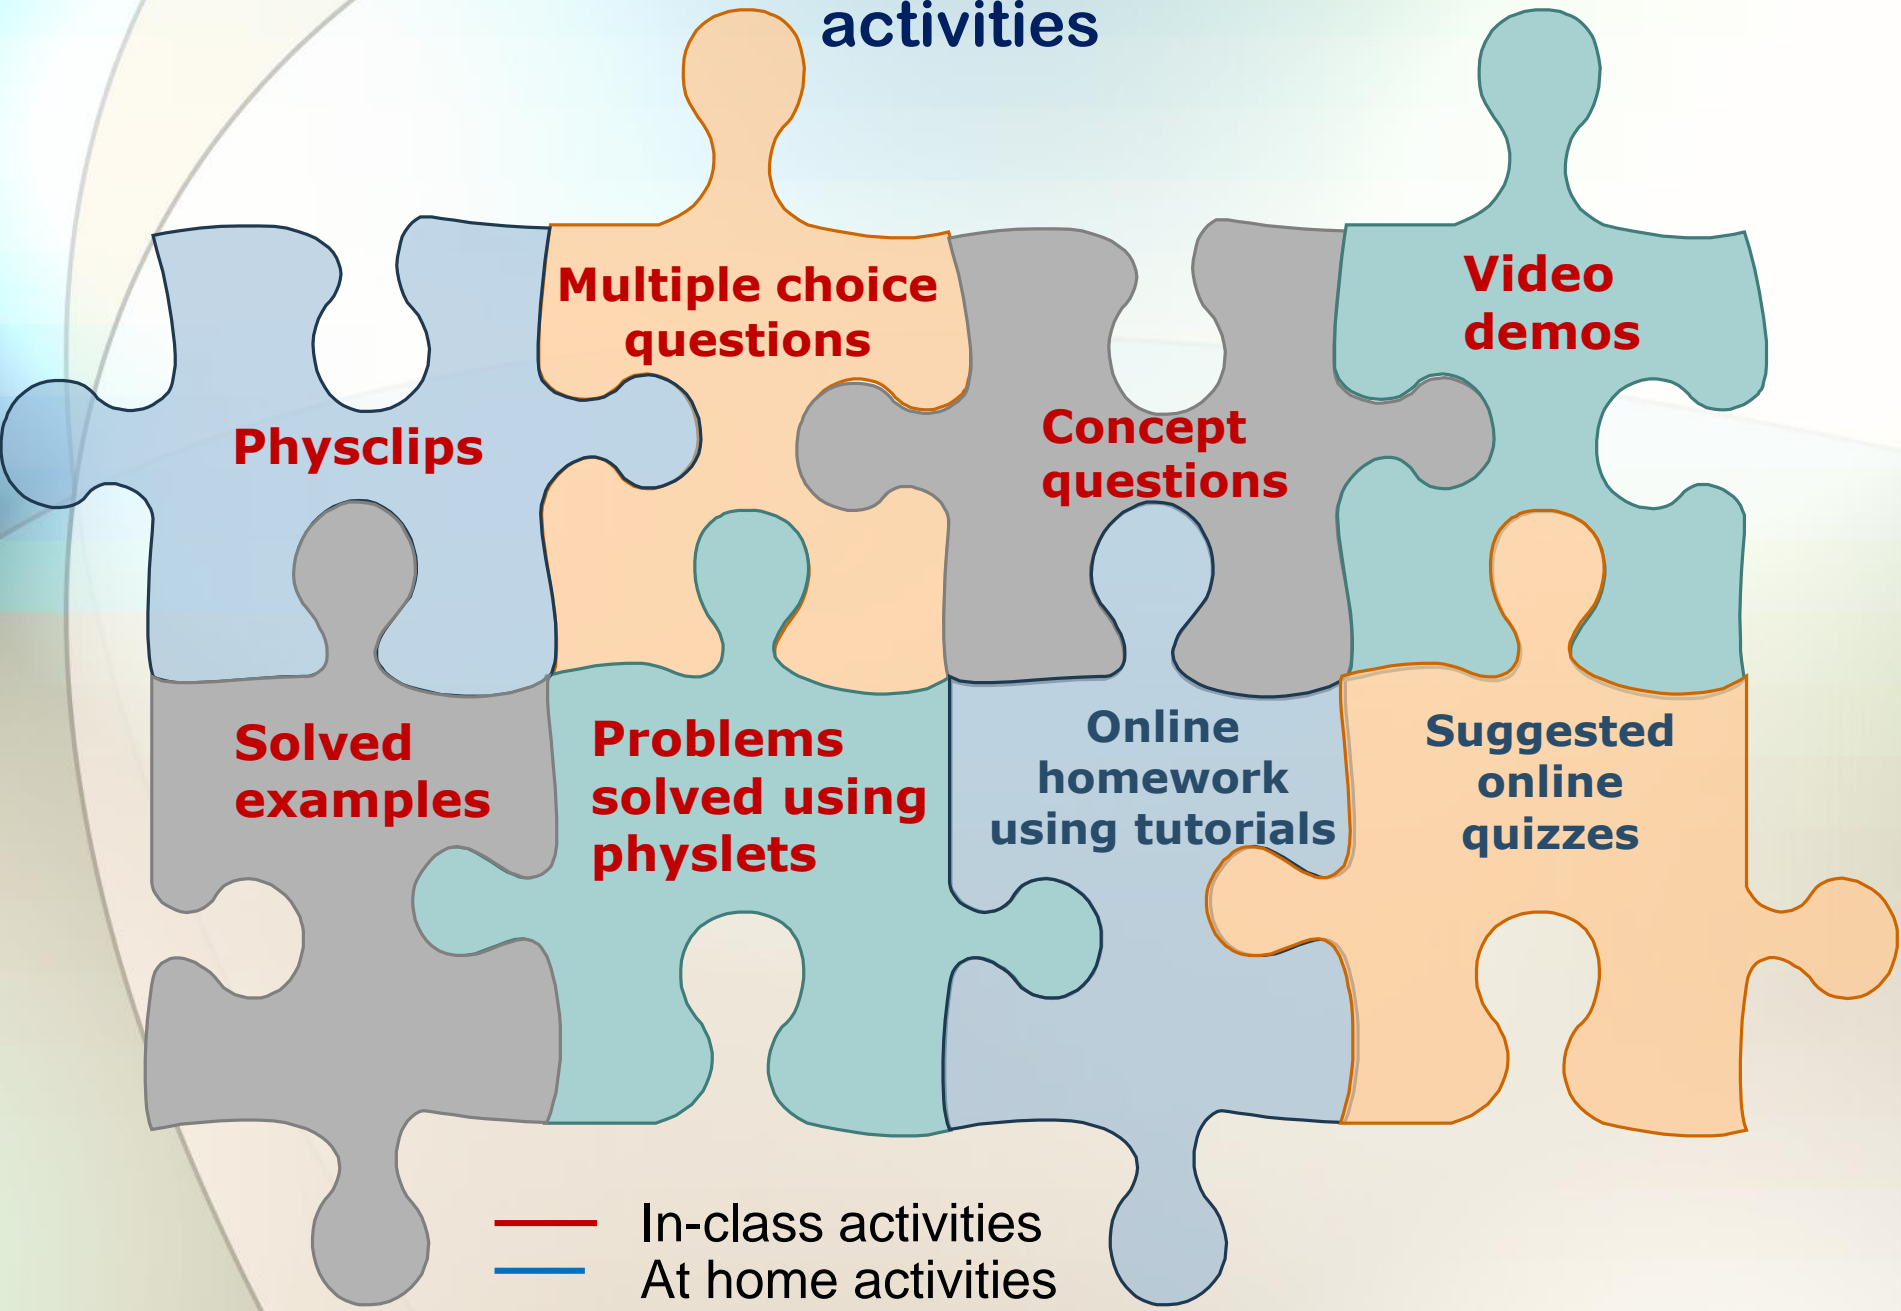 activities
Physclips
Multiple choice
questions
Concept
questions
Video
demos
Solved
examples
Problems
solved using
physlets
Online
homework
using tutorials
Suggested
online
quizzes
In-class activities
At home activities